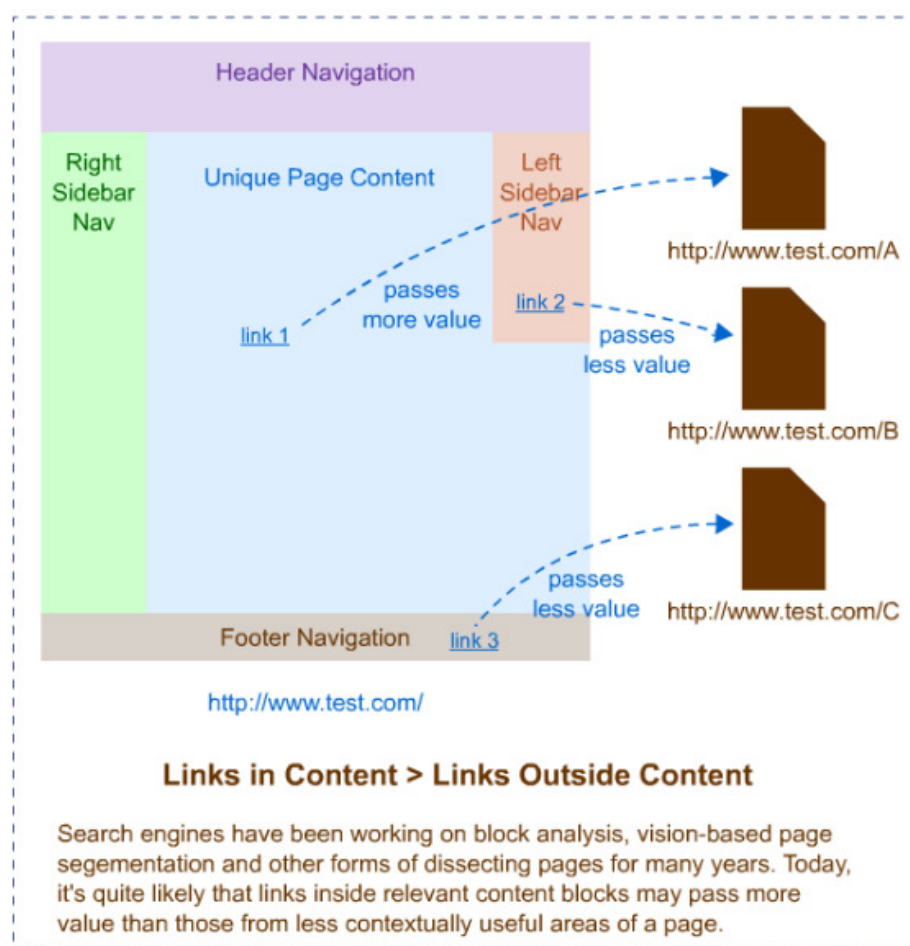 Header Navigation
Right
Sidebar
Nav
Unique Page Content
Left
Sidebar
Nav
http://www.test.com/A
passes
more value
link 1
link 2
passes
less value
http://www.test.com/B
passes
less value
http://www.test.com/C
Footer Navigation
link 3
http://www.test.com/
Links in Content > Links Outside Content
Search engines have been working on block analysis, vision-based page
segementation and other forms of dissecting pages for many years. Today,
it's quite likely that links inside relevant content blocks may pass more
value than those from less contextually useful areas of a page.